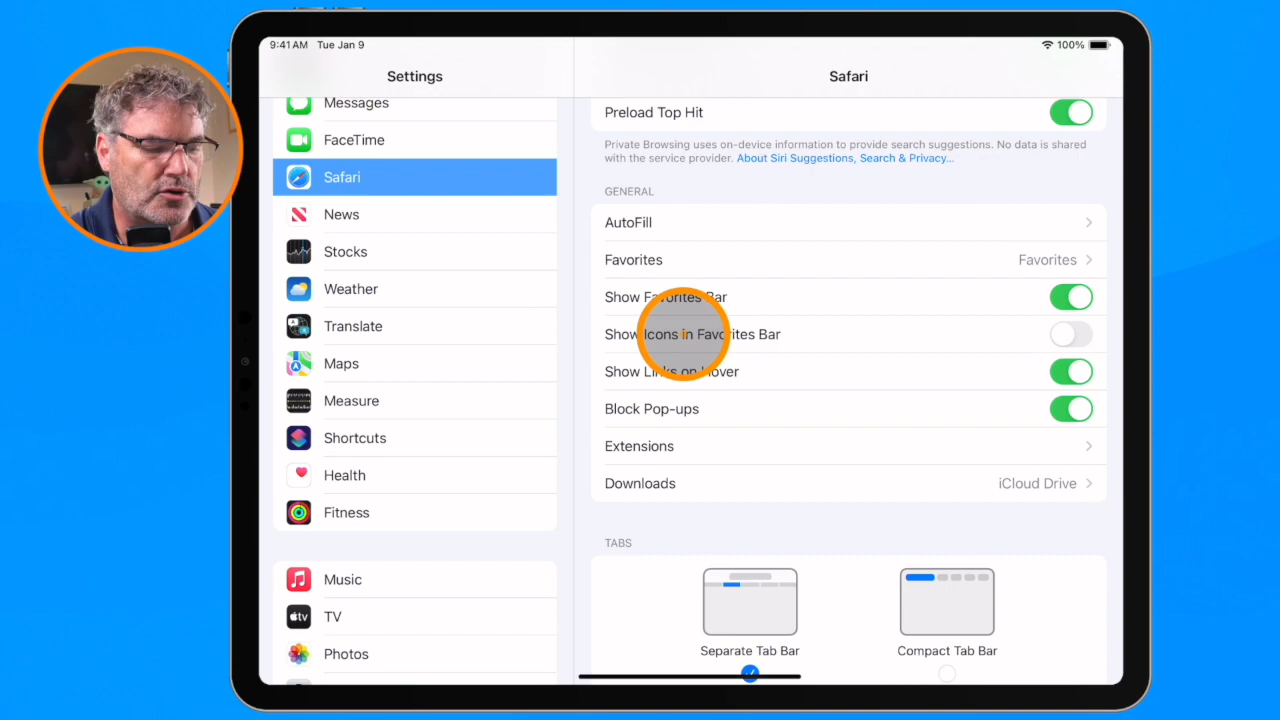 9:41 AM Tue Jan 9
100%
Settings
Safari
Messages
FaceTime
Safari
News
Stocks
Weather
Translate
Maps
Measure
Shortcuts
Health
Fitness
Music
TV
Photos
Preload Top Hit
Private Browsing uses on-device information to provide search suggestions. No data is shared
with the service provider. About Siri Suggestions, Search & Privacy...
GENERAL
AutoFill
Favorites Favorites
Show Favorites Bar
Show Icons in Favorites Bar
Show Links on Hover
Block Pop-ups
Extensions
Downloads iCloud Drive
TABS
Separate Tab Bar
Compact Tab Bar